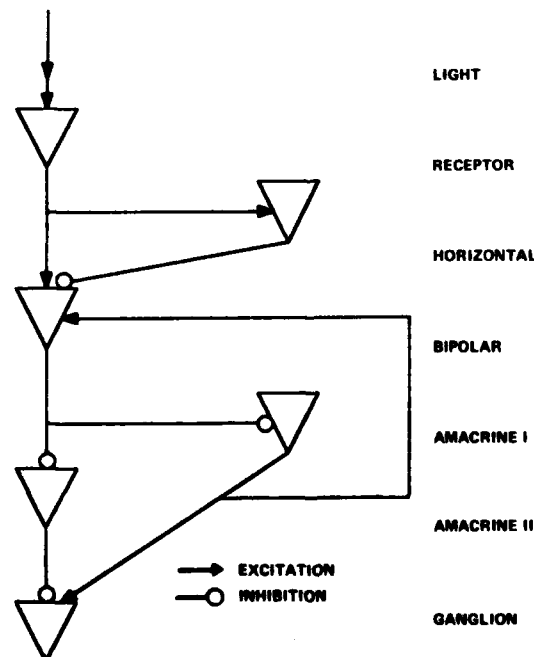 LIGHT
RECEPTOR
HORIZONTAL
BIPOLAR
AMACRINE I
AMACRINE II
EXCITATION
INHIBITION
GANGLION